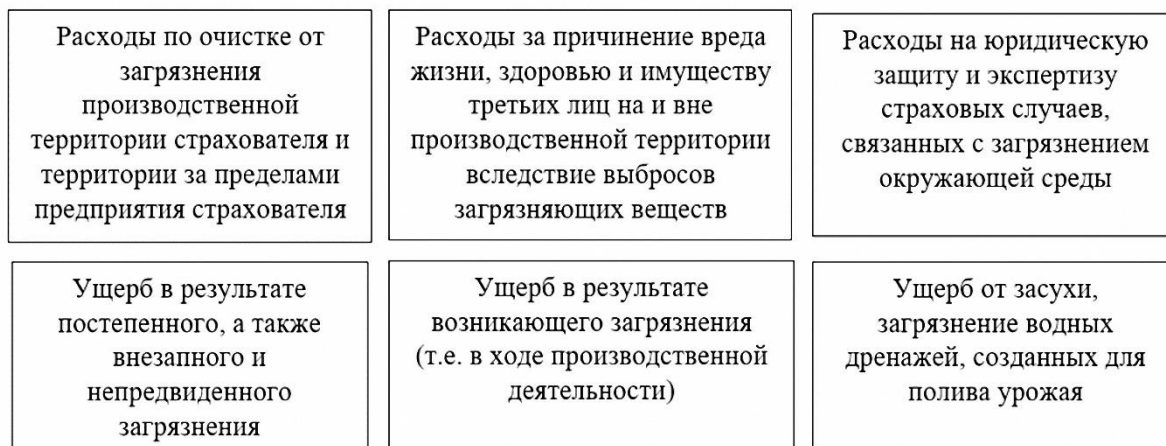 Расходы по очистке от
загрязнения
производственной
территории страхователя и
территории за пределами
предприятия страхователя
Расходы за причинение вреда
жизни, здоровью и имуществу
третьих лиц на и вне
производственной территории
вследствие выбросов
загрязняющих веществ
Расходы на юридическую
защиту и экспертизу
страховых случаев,
связанных с загрязнением
окружающей среды
Ущерб в результате
постепенного, а также
внезапного и
непредвиденного
загрязнения
Ущерб в результате
возникающего загрязнения
(т.е. в ходе производственной
деятельности)
Ущерб от засухи,
загрязнение водных
дренажей, созданных для
полива урожая